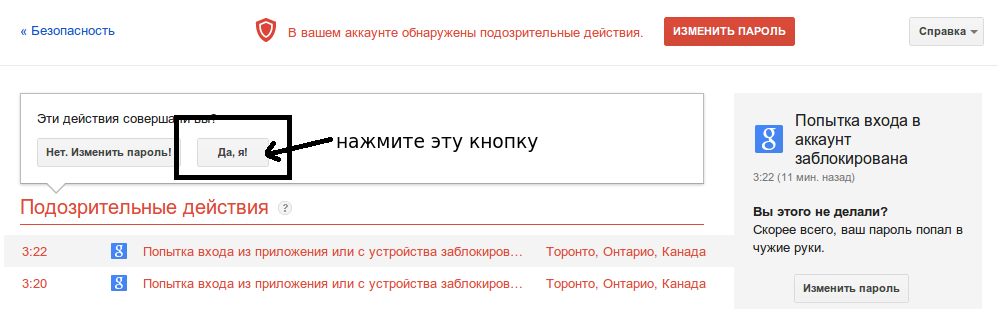 « Безопасность
В вашем аккаунте обнаружены подозрительные действия.
ИЗМЕНИТЬ ПАРОЛЬ
Справка
Эти действия совершали вы?
Нет. Изменить пароль!
Да, я!
нажмите эту кнопку
Подозрительные действия ?
3:22 g Попытка входа из приложения или с устройства заблокиров… Торонто, Онтарио, Канада
3:20 g Попытка входа из приложения или с устройства заблокиров… Торонто, Онтарио, Канада
g
Попытка входа в
аккаунт
заблокирована
3:22 (11 мин. назад)
Вы этого не делали?
Скорее всего, ваш пароль попал в
чужие руки.
Изменить пароль